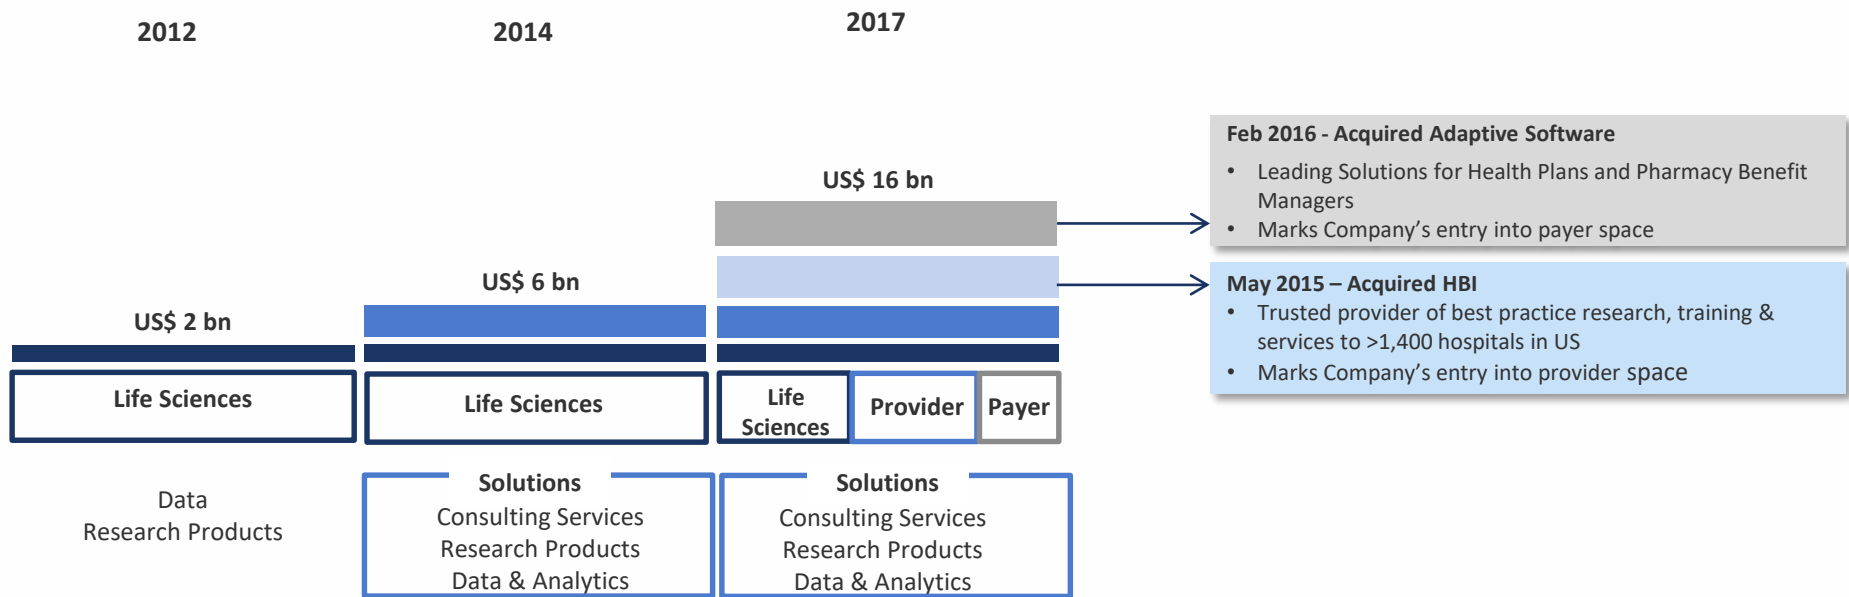 2012
2014
2017
US$ 2 bn
US$ 6 bn
US$ 16 bn
Life Sciences
Life Sciences
Life
Sciences
Provider
Payer
Data
Research Products
Solutions
Consulting Services
Research Products
Data & Analytics
Solutions
Consulting Services
Research Products
Data & Analytics
Feb 2016 - Acquired Adaptive Software
• Leading Solutions for Health Plans and Pharmacy Benefit
Managers
• Marks Company’s entry into payer space
May 2015 – Acquired HBI
• Trusted provider of best practice research, training &
services to >1,400 hospitals in US
• Marks Company’s entry into provider space